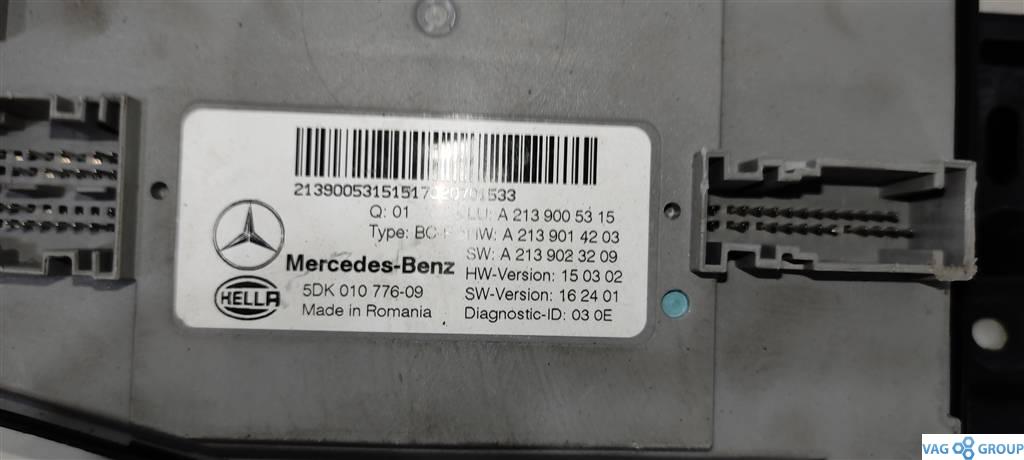 Q: 01
A 213 900 53 15
Type:
HW: A 213 901 42 03
SW: A 213 902 32 09
Mercedes-Benz
HW-Version: 15 03 02
HELLA
5DK 010 776-09
SW-Version: 16 24 01
Made in Romania
Diagnostic-ID: 03 0E
VAG GROUP